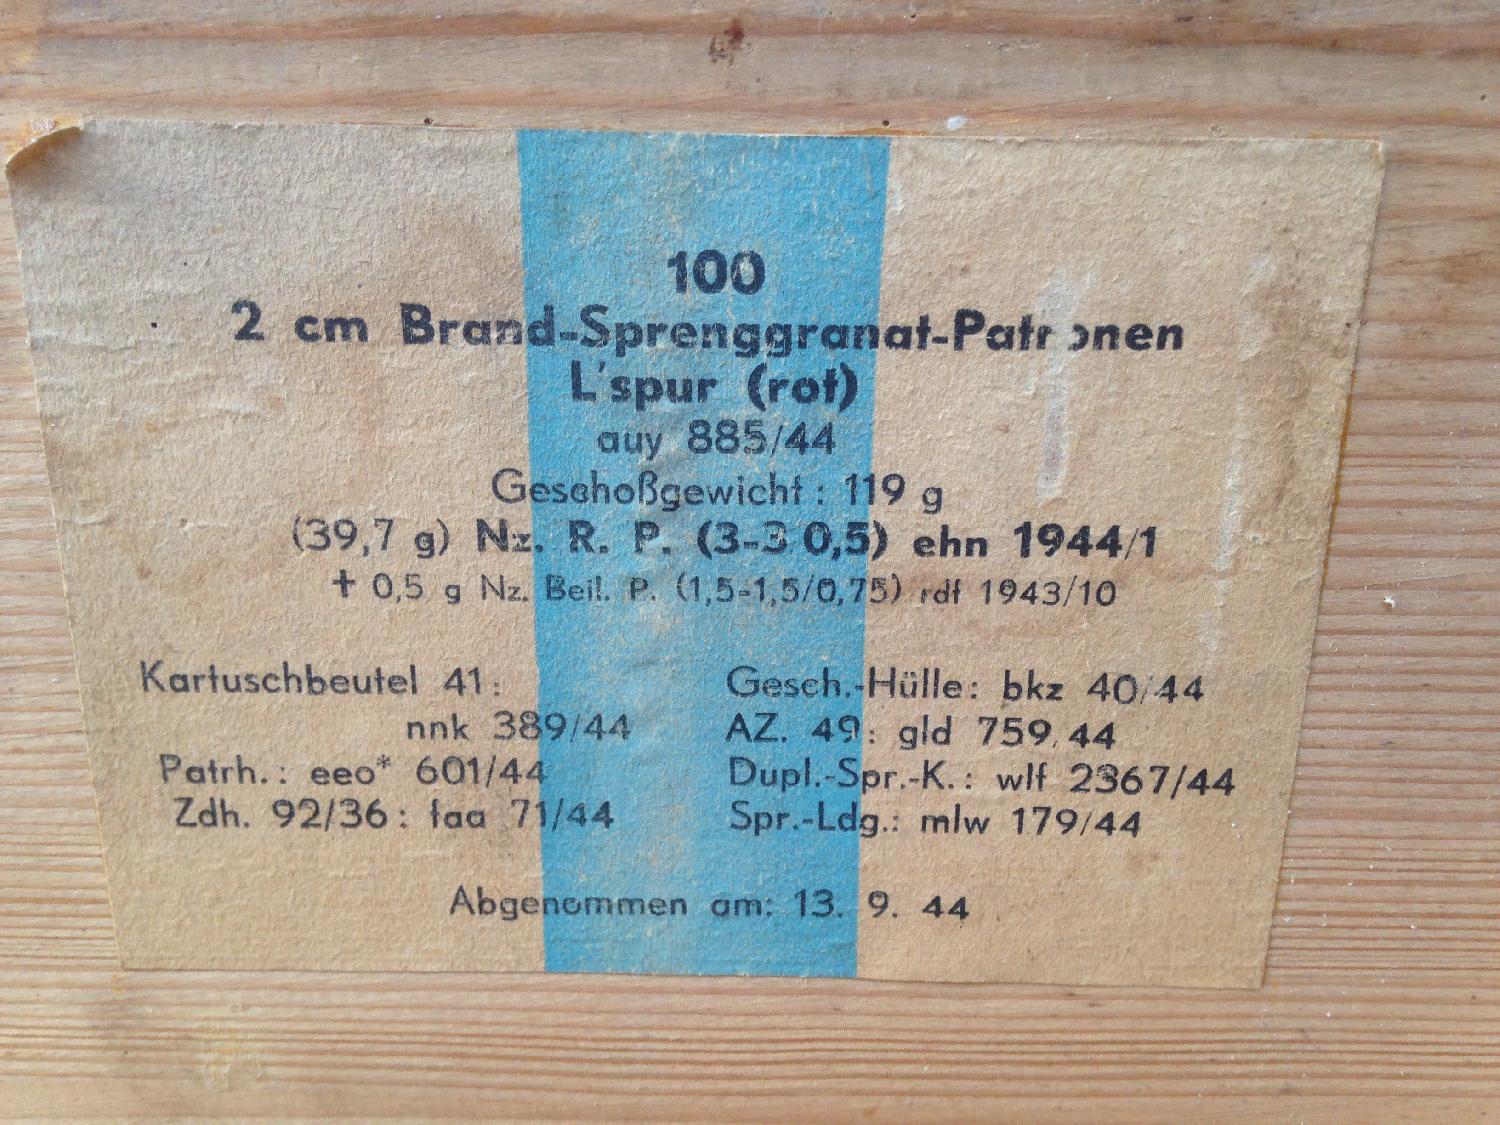 100
2 cm Brand-Sprenggranat-Patronen
L'spur (rot)
auy 885/44
Geschoßgewicht: 119 g
(39,7 g) Nz. R. P. (3-3 0,5) ehn 1944/1
+ 0,5 g Nz. Beil. P. (1,5-1,5/0,75) rdf 1943/10
Kartuschbeutel 41:
nnk 389/44
Patrh.: eeo* 601/44
Zdh. 92/36: faa 71/44
Gesch.-Hülle: bkz 40/44
AZ. 49: gld 759/44
Dupl.-Spr.-K.: wlf 2367/44
Spr.-Ldg.: mlw 179/44
Abgenommen am: 13. 9. 44